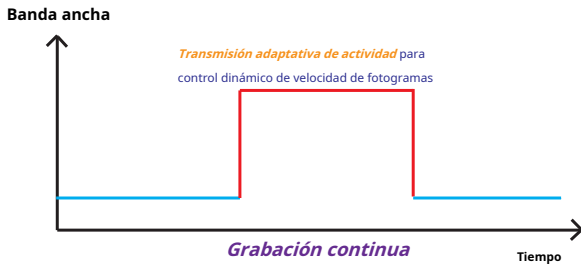 Banda ancha
Transmisión adaptativa de actividad para
control dinámico de velocidad de fotogramas
Grabación continua
Tiempo